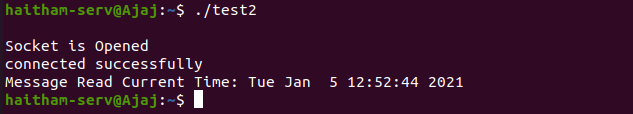 haitham-serv@Ajaj:~$ ./test2
Socket is Opened
connected successfully
Message Read Current Time: Tue Jan  5 12:52:44 2021
haitham-serv@Ajaj:~$